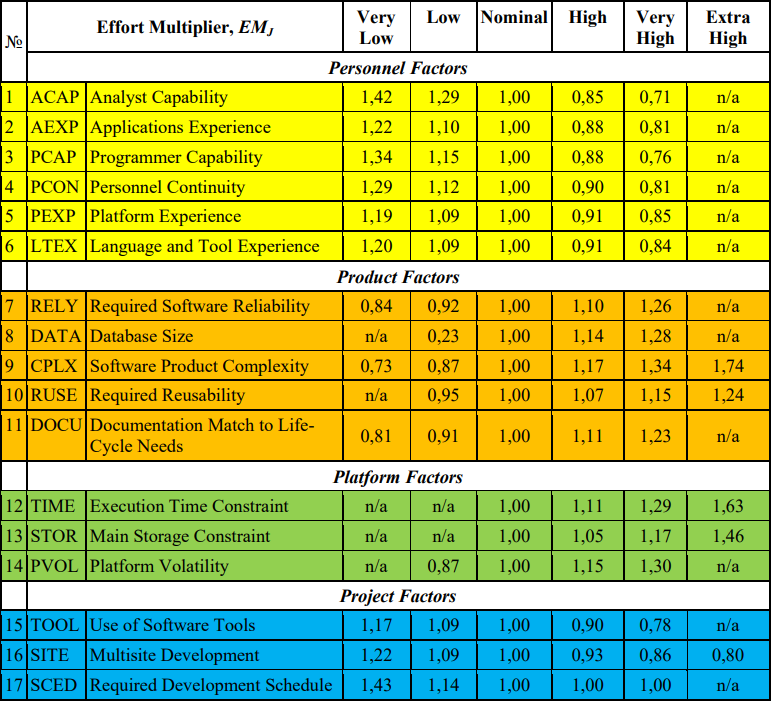 № Effort Multiplier, EMJ Very Low Low Nominal High Very High Extra High
Personnel Factors
1 ACAP Analyst Capability 1,42 1,29 1,00 0,85 0,71 n/a
2 AEXP Applications Experience 1,22 1,10 1,00 0,88 0,81 n/a
3 PCAP Programmer Capability 1,34 1,15 1,00 0,88 0,76 n/a
4 PCON Personnel Continuity 1,29 1,12 1,00 0,90 0,81 n/a
5 PEXP Platform Experience 1,19 1,09 1,00 0,91 0,85 n/a
6 LTEX Language and Tool Experience 1,20 1,09 1,00 0,91 0,84 n/a
Product Factors
7 RELY Required Software Reliability 0,84 0,92 1,00 1,10 1,26 n/a
8 DATA Database Size n/a 0,23 1,00 1,14 1,28 n/a
9 CPLX Software Product Complexity 0,73 0,87 1,00 1,17 1,34 1,74
10 RUSE Required Reusability n/a 0,95 1,00 1,07 1,15 1,24
11 DOCU Documentation Match to Life-
Cycle Needs 0,81 0,91 1,00 1,11 1,23 n/a
Platform Factors
12 TIME Execution Time Constraint n/a n/a 1,00 1,11 1,29 1,63
13 STOR Main Storage Constraint n/a n/a 1,00 1,05 1,17 1,46
14 PVOL Platform Volatility n/a 0,87 1,00 1,15 1,30 n/a
Project Factors
15 TOOL Use of Software Tools 1,17 1,09 1,00 0,90 0,78 n/a
16 SITE Multisite Development 1,22 1,09 1,00 0,93 0,86 0,80
17 SCED Required Development Schedule 1,43 1,14 1,00 1,00 1,00 n/a